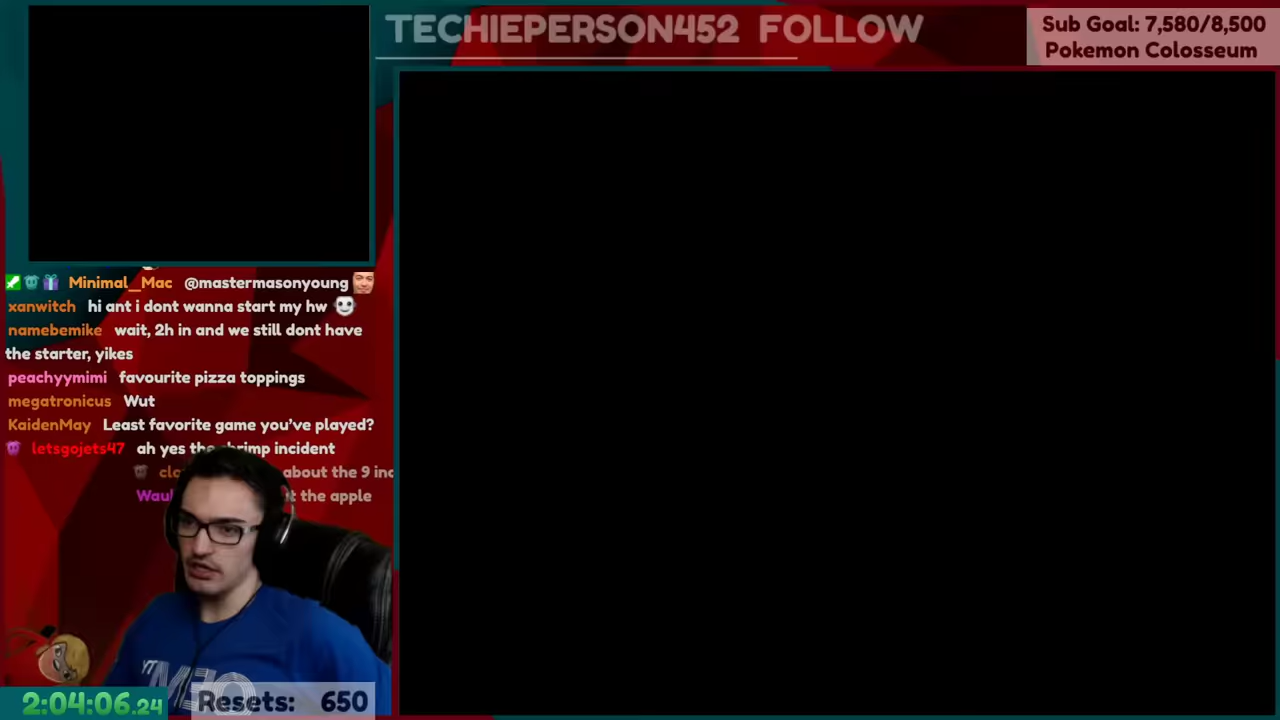 TECHIEPERSON452 FOLLOW
Sub Goal: 7,580/8,500
Pokemon Colosseum
Minimal_Mac @mastermasonyoung
xanwitch hi ant i dont wanna start my hw
namebemike wait, 2h in and we still dont have
the starter, yikes
peachyymimi favourite pizza toppings
megatronicus Wut
KaidenMay Least favorite game you've played?
letsgojets47 ah yes the shrimp incident
about the 9
the apple
2:04:06.24
Resets: 650